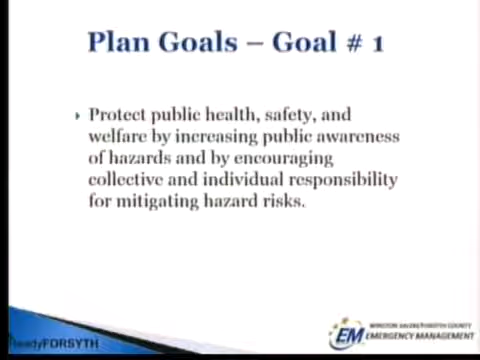 Plan Goals – Goal # 1
Protect public health, safety, and
welfare by increasing public awareness
of hazards and by encouraging
collective and individual responsibility
for mitigating hazard risks.
ReadyFORSYTH
EM
WINSTON-SALEM/FORSYTH COUNTY
EMERGENCY MANAGEMENT